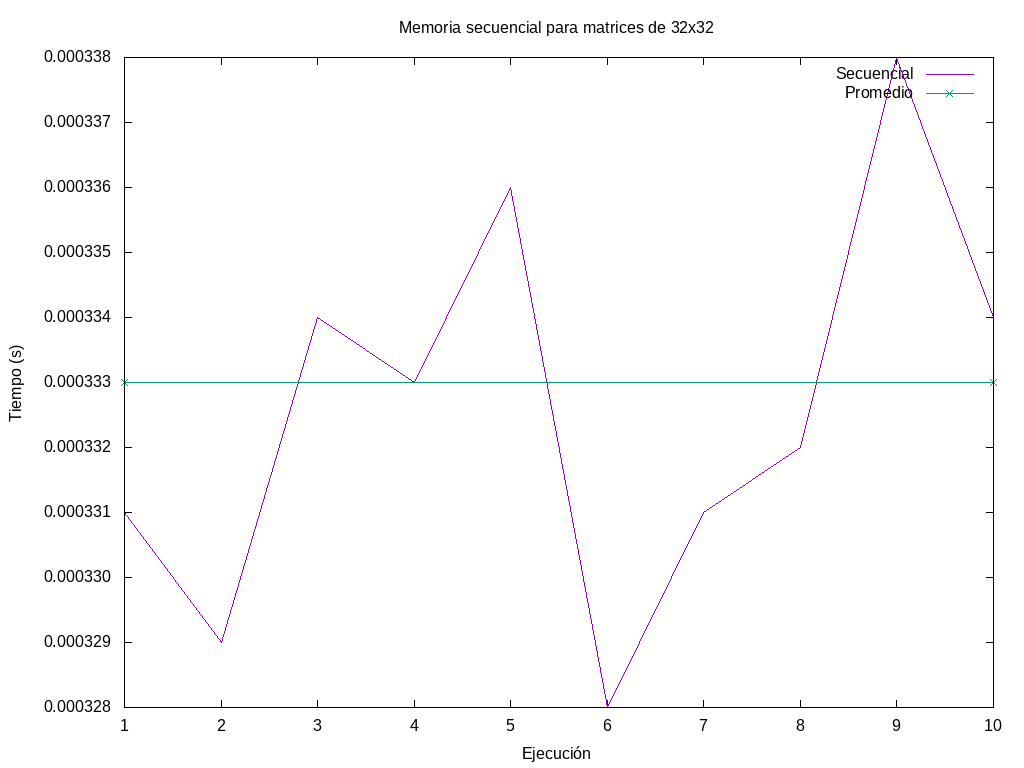 Memoria secuencial para matrices de 32x32
0.000338
0.000337
0.000336
0.000335
0.000334
0.000333
0.000332
0.000331
0.000330
0.000329
0.000328
Tiempo (s)
Secuencial
Promedio
1 2 3 4 5 6 7 8 9 10
Ejecución